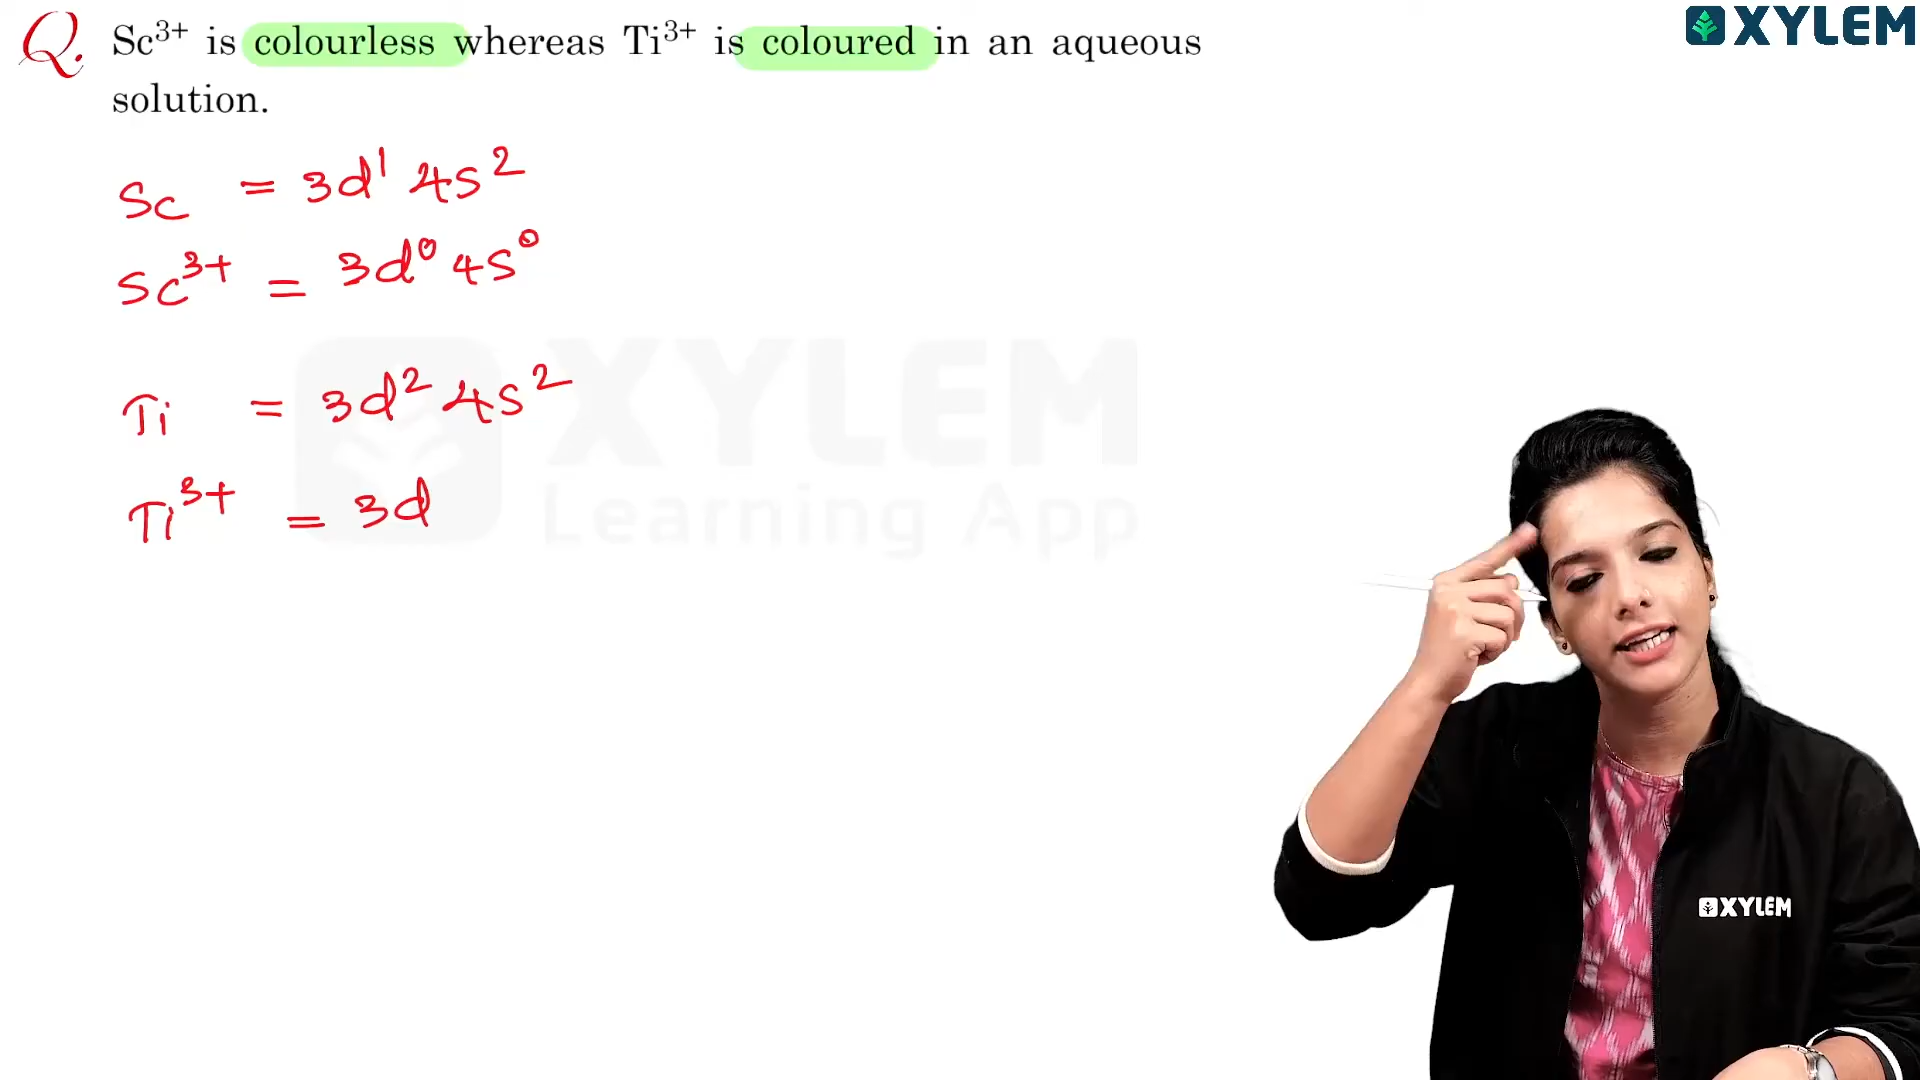 XYLEM
Q. Sc³⁺ is colourless whereas Ti³⁺ is coloured in an aqueous
solution.
Sc = 3d¹ 4s²
Sc³⁺ = 3d⁰ 4s⁰
Ti = 3d² 4s²
Ti³⁺ = 3d
XYLEM
Learning App
XYLEM